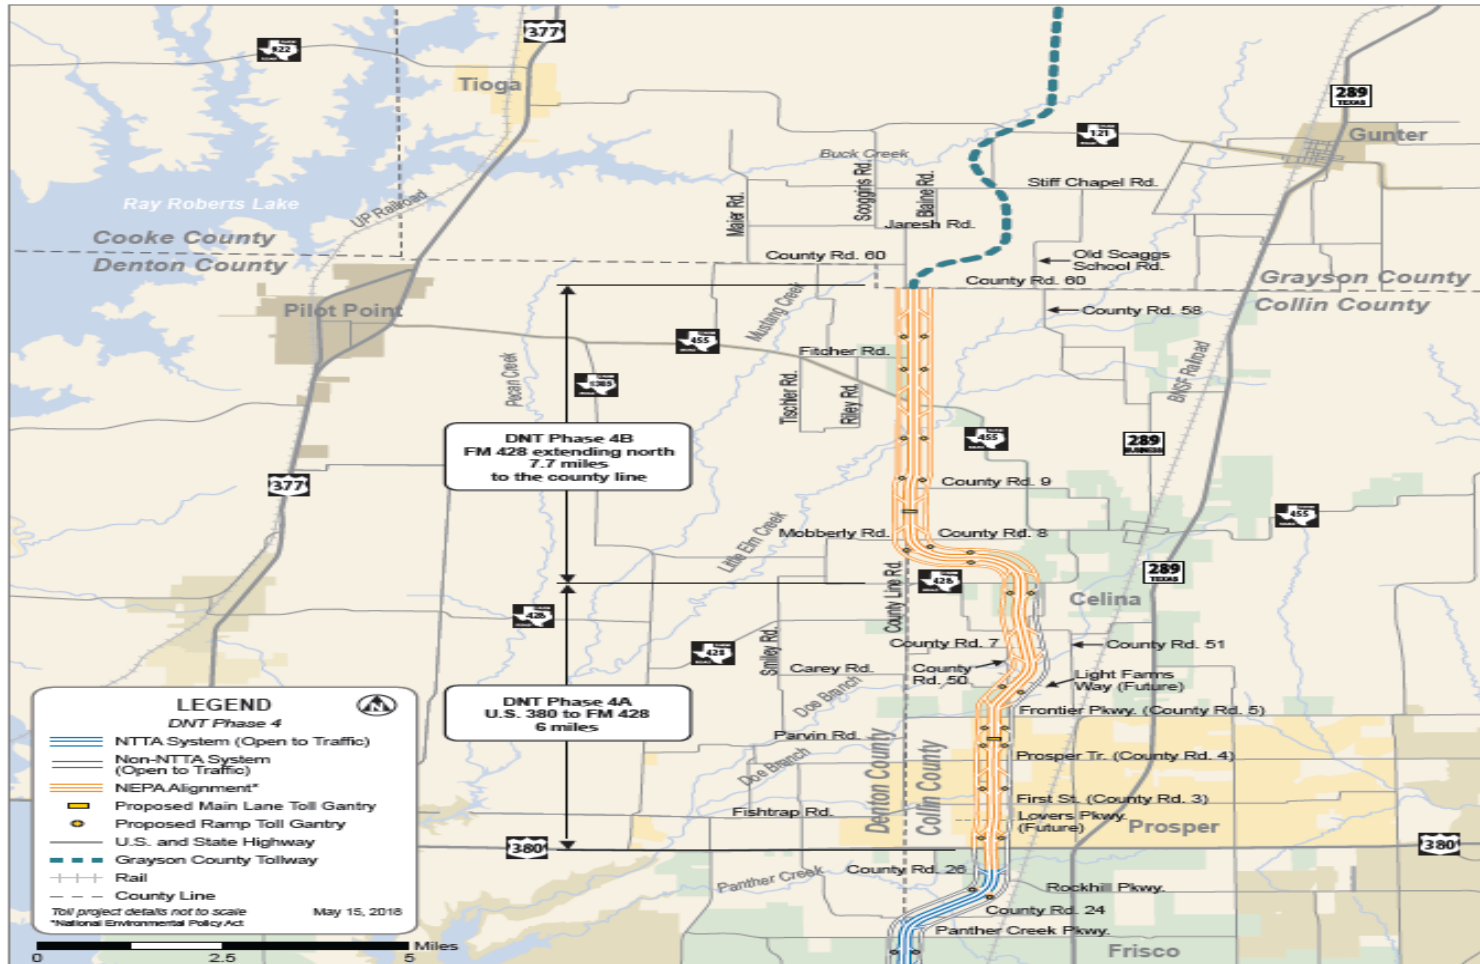 377
922
Tioga
289
TEXAS
121
Gunter
Buck Creek
Scoggins Rd.
Blaine Rd.
Maier Rd.
Stiff Chapel Rd.
UP Railroad
Ray Roberts Lake
Jaresh Rd.
Cooke County
Denton County
County Rd. 60
Old Scaggs
School Rd.
County Rd. 60
Grayson County
Collin County
Pilot Point
Mustang Creek
County Rd. 58
455
Fitcher Rd.
BNSF Railroad
Pecan Creek
Tischler Rd.
Riley Rd.
DNT Phase 4B
FM 428 extending north
7.7 miles
to the county line
455
289
BUSINESS
377
County Rd. 9
455
Little Elm Creek
Mobberly Rd.
County Rd. 8
County Line Rd.
428
289
TEXAS
Celina
428
428
Smiley Rd.
County Rd. 7
County Rd. 51
Carey Rd.
County
Rd. 50
Light Farms
Way (Future)
Doe Branch
DNT Phase 4A
U.S. 380 to FM 428
6 miles
Frontier Pkwy. (County Rd. 5)
Parvin Rd.
Prosper Tr. (County Rd. 4)
Doe Branch
Denton County
Collin County
First St. (County Rd. 3)
Fishtrap Rd.
Lovers Pkwy.
(Future)
Prosper
380
380
County Rd. 26
Panther Creek
Rockhill Pkwy.
County Rd. 24
Panther Creek Pkwy.
Frisco
LEGEND
N
DNT Phase 4
NTTA System (Open to Traffic)
Non-NTTA System
(Open to Traffic)
NEPA Alignment*
Proposed Main Lane Toll Gantry
Proposed Ramp Toll Gantry
U.S. and State Highway
Grayson County Tollway
Rail
County Line
Toll project details not to scale
May 15, 2018
*National Environmental Policy Act
Miles
0
2.5
5